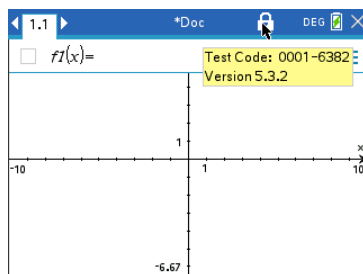 1.1
*Doc
DEG
f1(x)=
Test Code: 0001-6382
Version 5.3.2
1
x
-10
1
10
-6.67